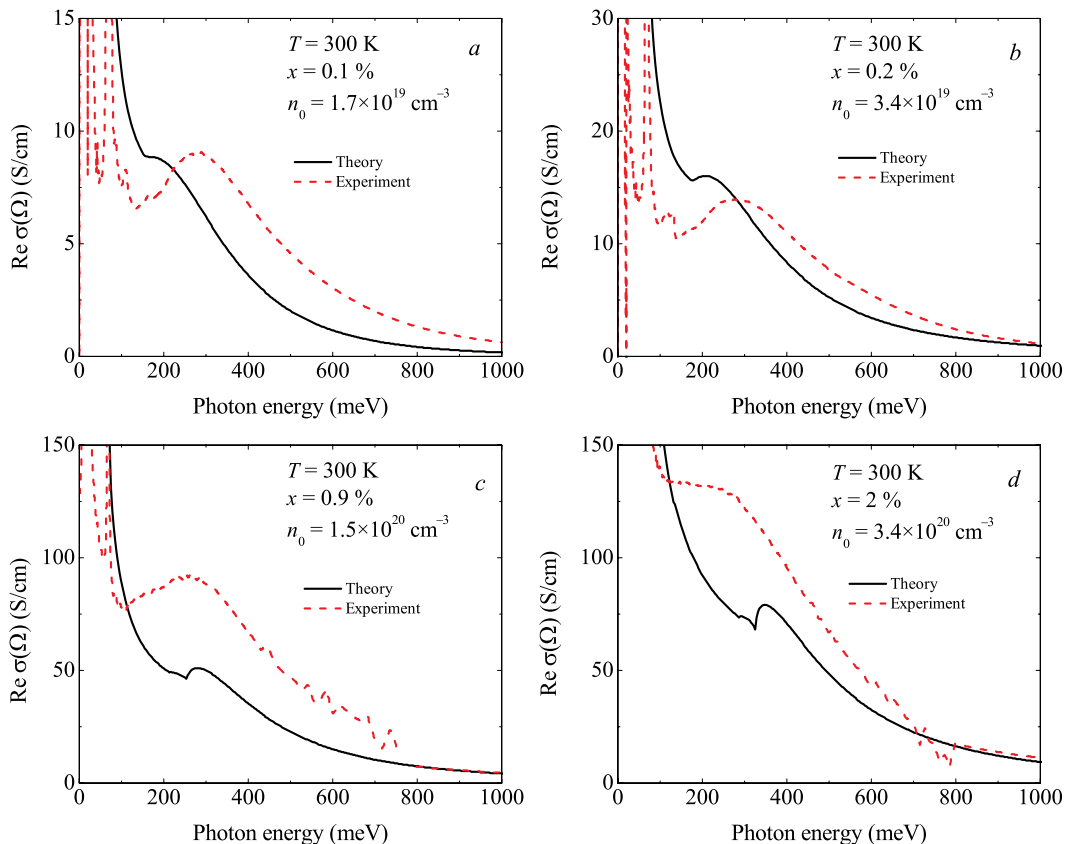 15
10
5
0
Re σ(Ω) (S/cm)
T = 300 K
x = 0.1 %
n0 = 1.7×10^19 cm^–3
a
Theory
Experiment
0 200 400 600 800 1000
Photon energy (meV)
30
20
10
0
Re σ(Ω) (S/cm)
T = 300 K
x = 0.2 %
n0 = 3.4×10^19 cm^–3
b
Theory
Experiment
0 200 400 600 800 1000
Photon energy (meV)
150
100
50
0
Re σ(Ω) (S/cm)
T = 300 K
x = 0.9 %
n0 = 1.5×10^20 cm^–3
c
Theory
Experiment
0 200 400 600 800 1000
Photon energy (meV)
150
100
50
0
Re σ(Ω) (S/cm)
T = 300 K
x = 2 %
n0 = 3.4×10^20 cm^–3
d
Theory
Experiment
0 200 400 600 800 1000
Photon energy (meV)